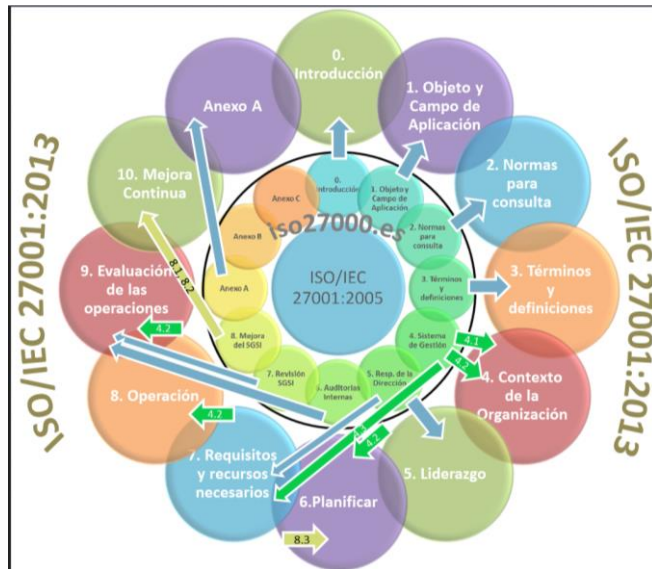 0.
Introducción
1. Objeto y
Campo de
Aplicación
2. Normas
para
consulta
3. Términos
y
definiciones
4. Contexto
de la
Organización
5. Liderazgo
6.Planificar
7. Requisitos
y recursos
necesarios
8. Operación
9. Evaluación
de las
operaciones
10. Mejora
Continua
Anexo A
ISO/IEC 27001:2013
ISO/IEC 27001:2013
0.
Introducción
1. Objeto y
Campo de
Aplicación
2. Normas
para
consulta
3. Términos
y
definiciones
4. Sistema
de Gestión
5. Resp. de la
Dirección
6. Auditorías
Internas
7. Revisión
SGSI
8. Mejora
del SGSI
Anexo A
Anexo B
Anexo C
iso27000.es
ISO/IEC
27001:2005
8.1, 8.2
4.2
4.2
4.1
4.2
4.3
4.2
8.3